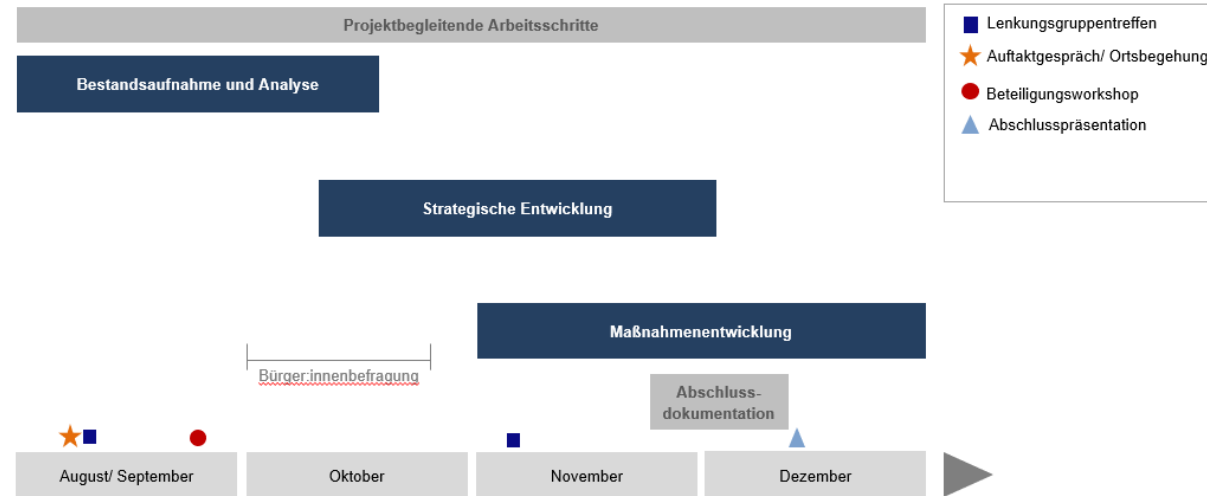 Projektbegleitende Arbeitsschritte
Bestandsaufnahme und Analyse
Strategische Entwicklung
Maßnahmenentwicklung
Bürger:innenbefragung
Abschluss-
dokumentation
August/ September
Oktober
November
Dezember
Lenkungsgruppentreffen
Auftaktgespräch/ Ortsbegehung
Beteiligungsworkshop
Abschlusspräsentation